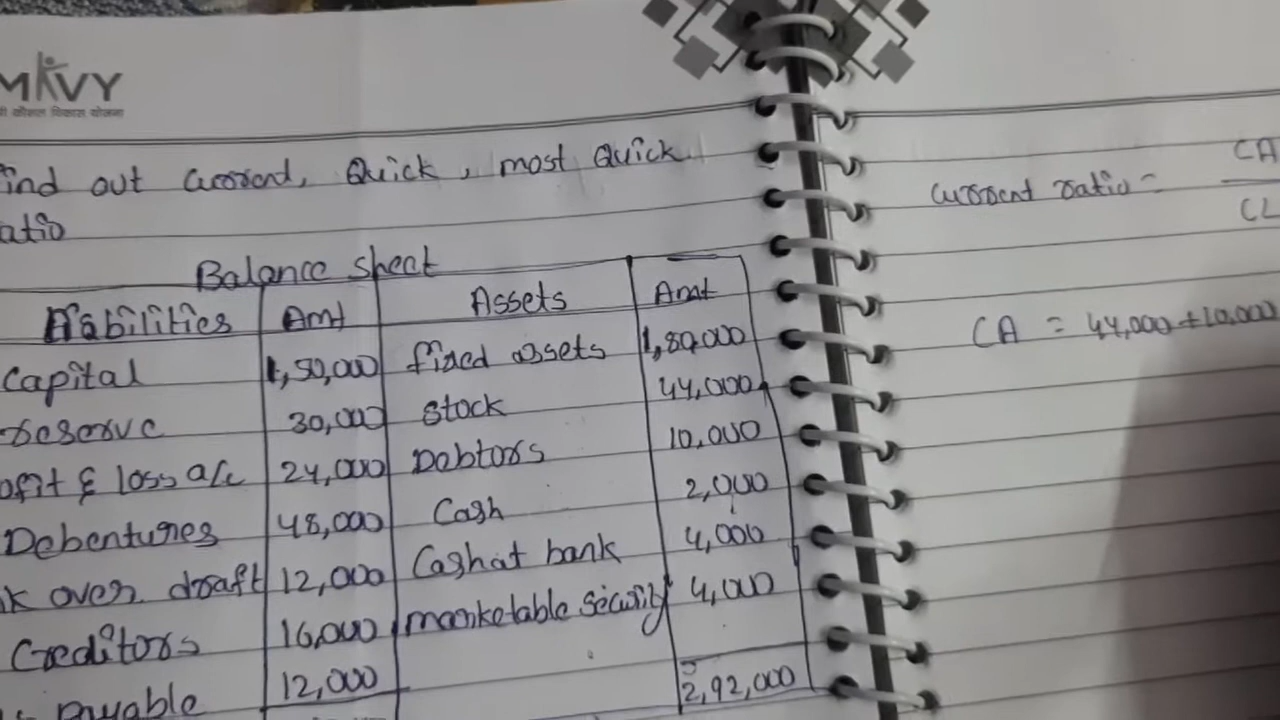 MKVY
कौशल विकास योजना
ind out current, Quick, most Quick
atio
Balance sheet
Liabilities Amt Assets Amt
Capital 1,50,000 fixed assets 1,80,000
reserve 30,000 stock 44,000
ofit & loss a/c 24,000 Debtors 10,000
Debentures 48,000 Cash 2,000
k over draft 12,000 Cash at bank 4,000
Creditors 16,000 marketable security 4,000
Payable 12,000 2,92,000
current ratio = CA
CL
CA = 44,000 + 10,000